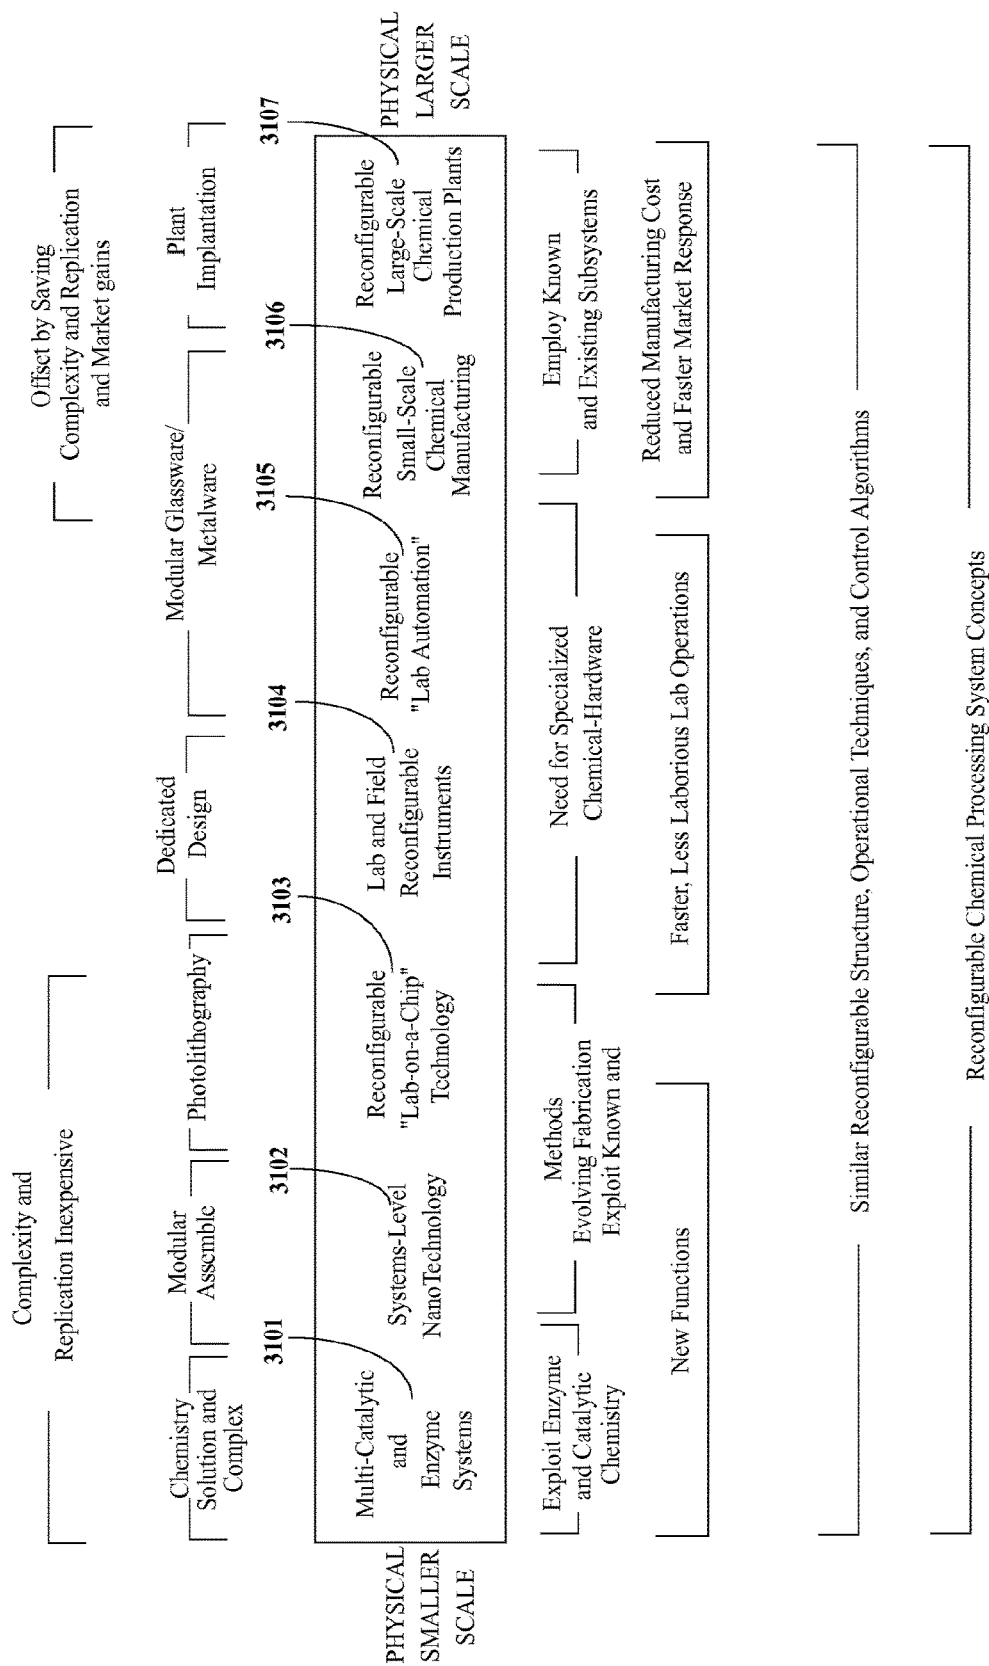 Complexity and
Replication Inexpensive
Offset by Saving
Complexity and Replication
and Market gains
Chemistry
Solution and
Complex
Modular
Assemble
Photolithography
Dedicated
Design
Modular Glassware/
Metalware
Plant
Implantation
3101
3102
3103
3104
3105
3106
3107
PHYSICAL
SMALLER
SCALE
Multi-Catalytic
and
Enzyme
Systems
Systems-Level
NanoTechnology
Reconfigurable
"Lab-on-a-Chip"
Technology
Lab and Field
Reconfigurable
Instruments
Reconfigurable
"Lab Automation"
Reconfigurable
Small-Scale
Chemical
Manufacturing
Reconfigurable
Large-Scale
Chemical
Production Plants
PHYSICAL
LARGER
SCALE
Exploit Enzyme
and Catalytic
Chemistry
Methods
Evolving Fabrication
Exploit Known and
Need for Specialized
Chemical-Hardware
Employ Known
and Existing Subsystems
New Functions
Faster, Less Laborious Lab Operations
Reduced Manufacturing Cost
and Faster Market Response
Similar Reconfigurable Structure, Operational Techniques, and Control Algorithms
Reconfigurable Chemical Processing System Concepts